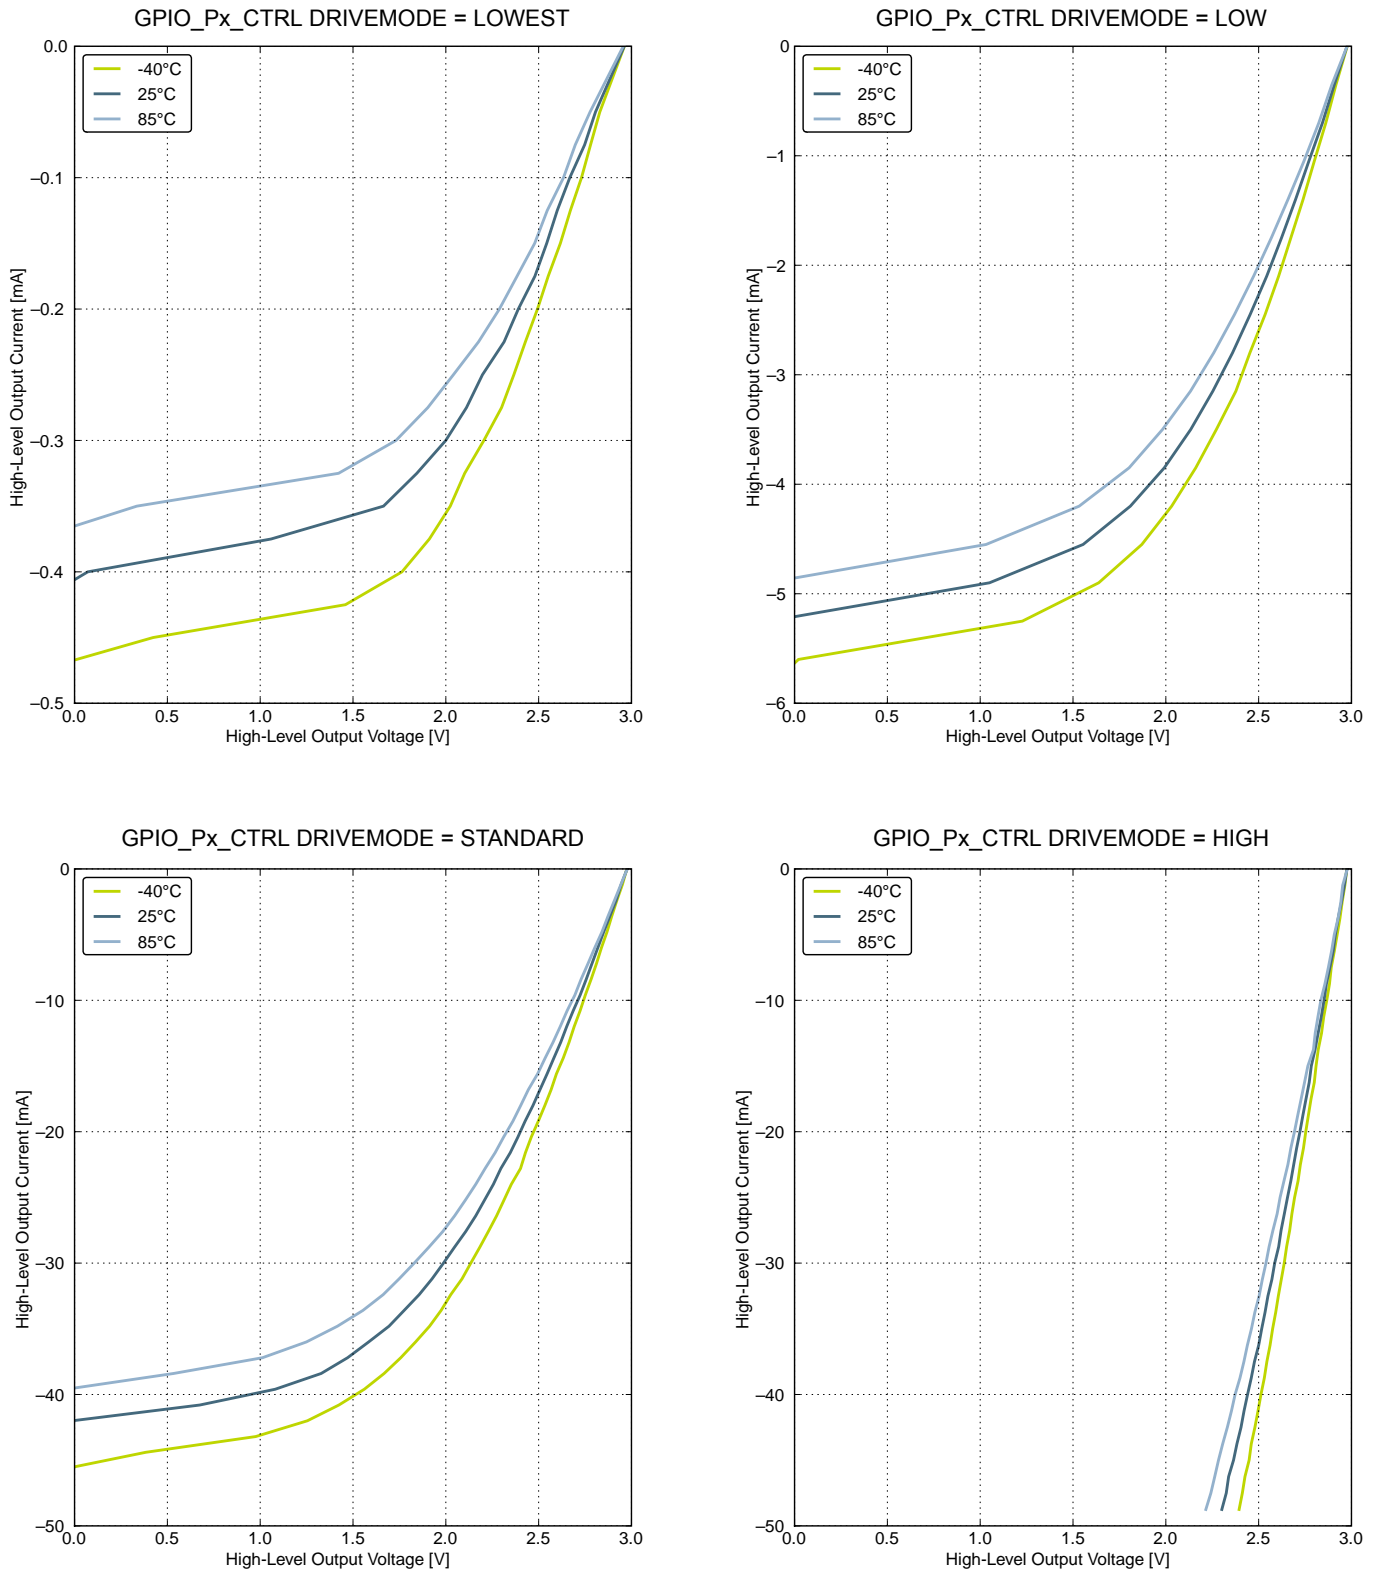 GPIO_Px_CTRL DRIVEMODE = LOWEST
0.0
–0.1
–0.2
–0.3
–0.4
–0.5
High-Level Output Current [mA]
-40°C
25°C
85°C
0.0 0.5 1.0 1.5 2.0 2.5 3.0
High-Level Output Voltage [V]
GPIO_Px_CTRL DRIVEMODE = LOW
0
–1
–2
–3
–4
–5
–6
High-Level Output Current [mA]
-40°C
25°C
85°C
0.0 0.5 1.0 1.5 2.0 2.5 3.0
High-Level Output Voltage [V]
GPIO_Px_CTRL DRIVEMODE = STANDARD
0
–10
–20
–30
–40
–50
High-Level Output Current [mA]
-40°C
25°C
85°C
0.0 0.5 1.0 1.5 2.0 2.5 3.0
High-Level Output Voltage [V]
GPIO_Px_CTRL DRIVEMODE = HIGH
0
–10
–20
–30
–40
–50
High-Level Output Current [mA]
-40°C
25°C
85°C
0.0 0.5 1.0 1.5 2.0 2.5 3.0
High-Level Output Voltage [V]